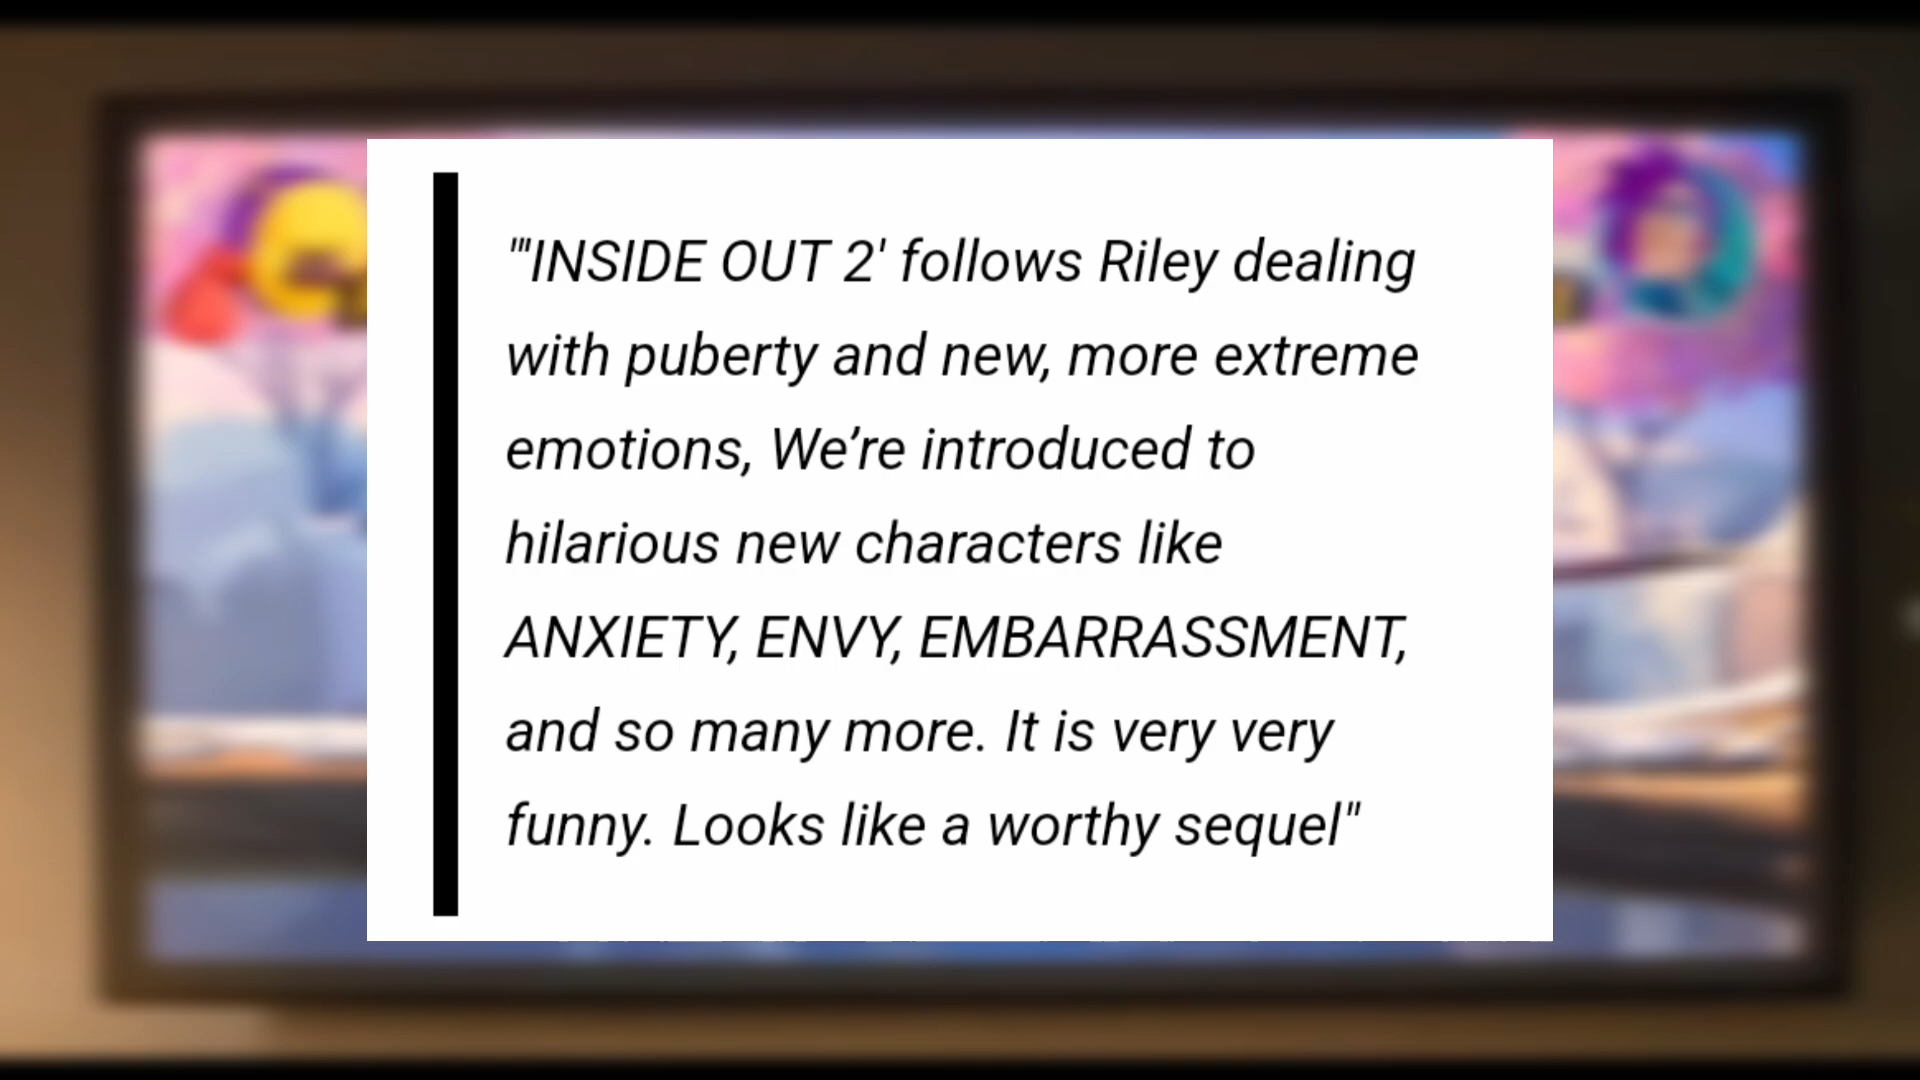 "'INSIDE OUT 2' follows Riley dealing
with puberty and new, more extreme
emotions, We’re introduced to
hilarious new characters like
ANXIETY, ENVY, EMBARRASSMENT,
and so many more. It is very very
funny. Looks like a worthy sequel"